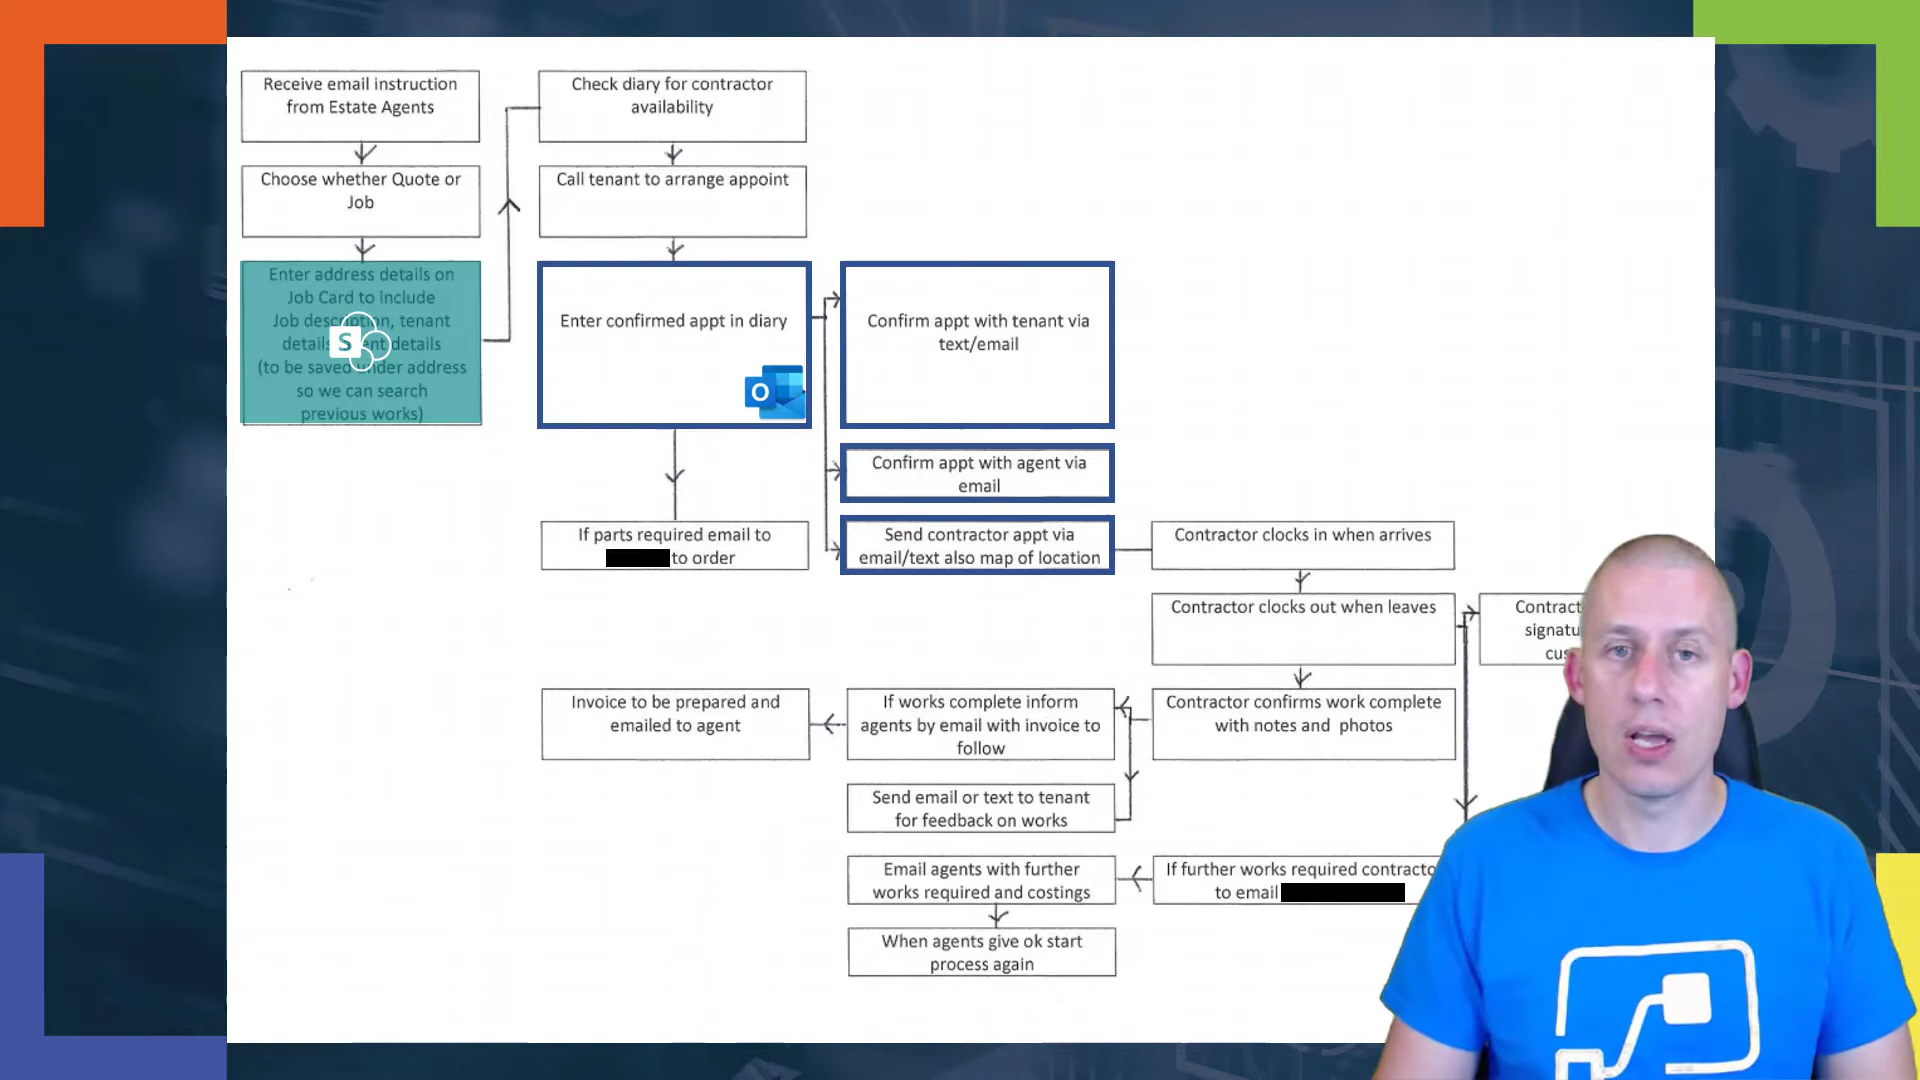 Receive email instruction
from Estate Agents
Choose whether Quote or
Job
Enter address details on
Job Card to include
Job description, tenant
details
details
(to be saved under address
so we can search
previous works)
S
Check diary for contractor
availability
Call tenant to arrange appoint
Enter confirmed appt in diary
O
Confirm appt with tenant via
text/email
Confirm appt with agent via
email
If parts required email to
to order
Send contractor appt via
email/text also map of location
Contractor clocks in when arrives
Contractor clocks out when leaves
Contract
signatu
cus
Invoice to be prepared and
emailed to agent
If works complete inform
agents by email with invoice to
follow
Contractor confirms work complete
with notes and photos
Send email or text to tenant
for feedback on works
Email agents with further
works required and costings
If further works required contracto
to email
When agents give ok start
process again